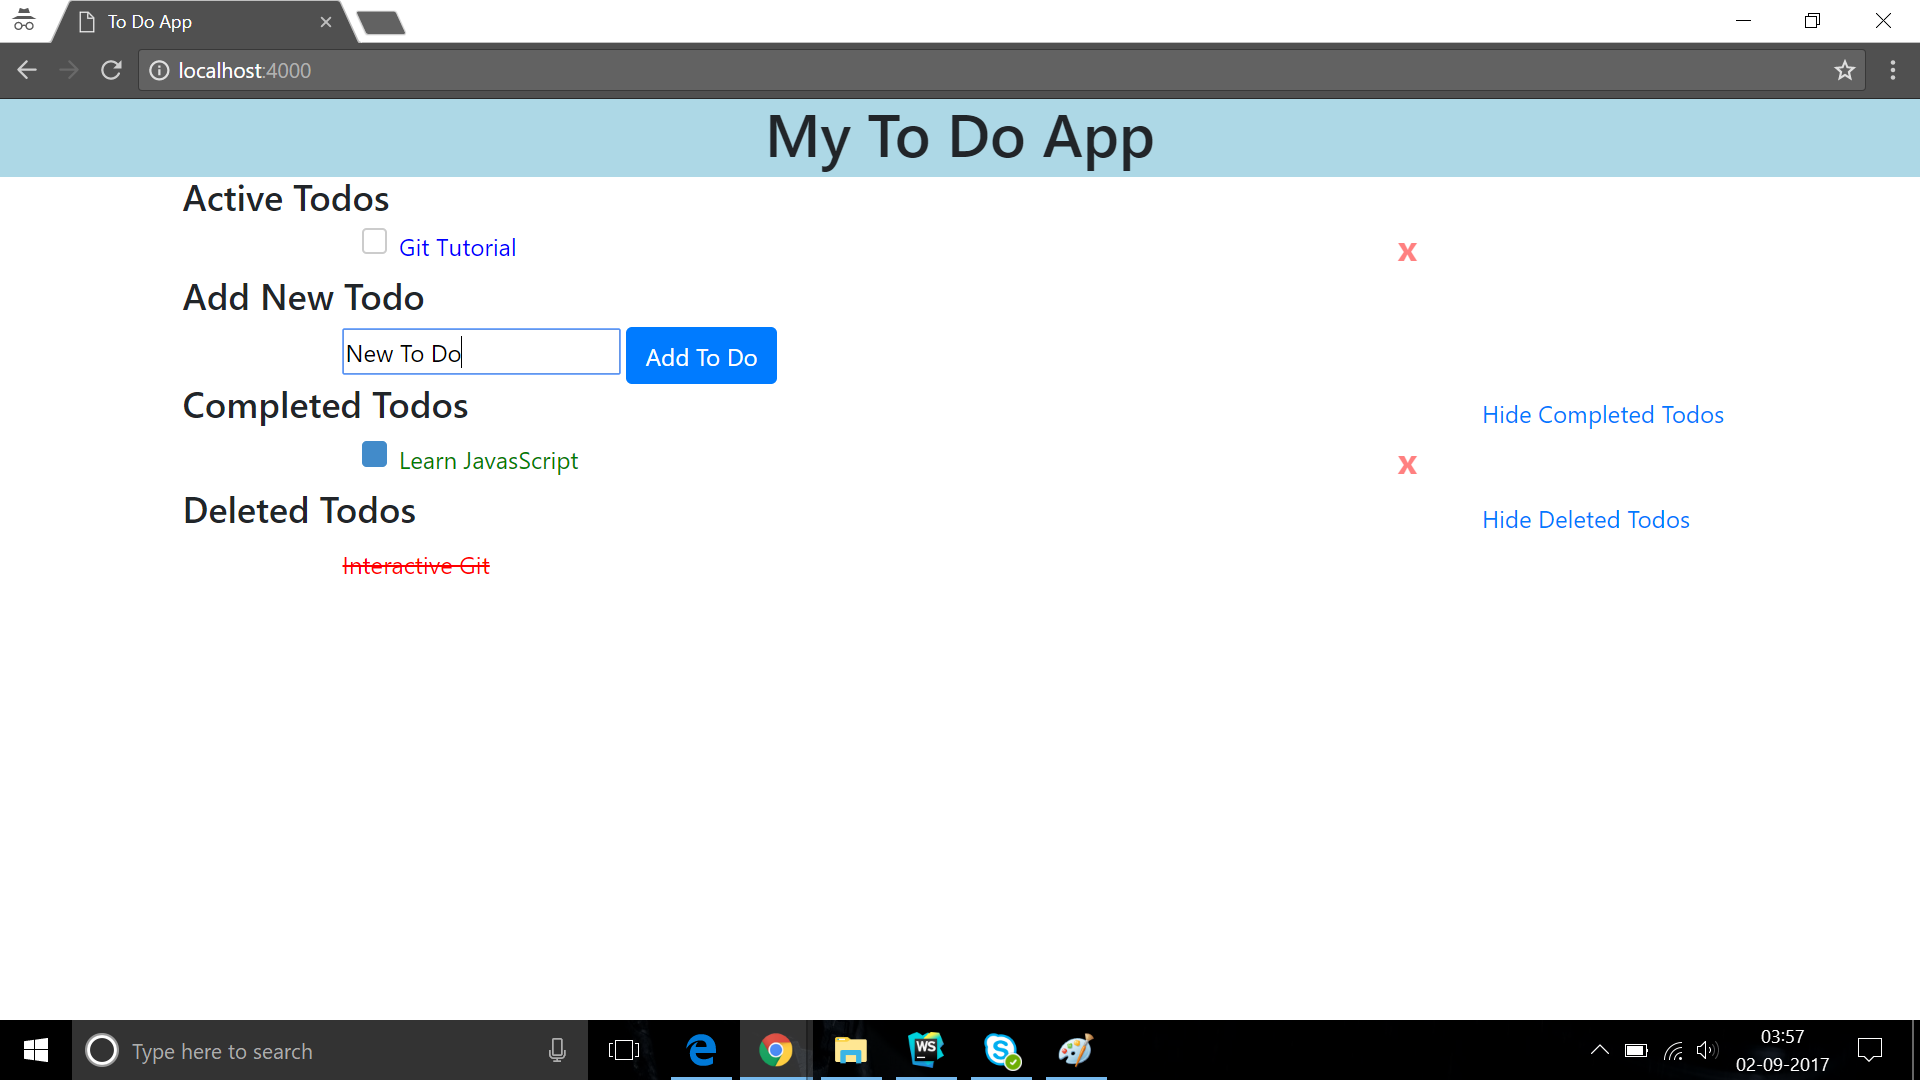 To Do App
localhost:4000
My To Do App
Active Todos
Git Tutorial
x
Add New Todo
New To Do
Add To Do
Completed Todos
Hide Completed Todos
Learn JavasScript
x
Deleted Todos
Hide Deleted Todos
Interactive Git
Type here to search
WS
03:57
02-09-2017